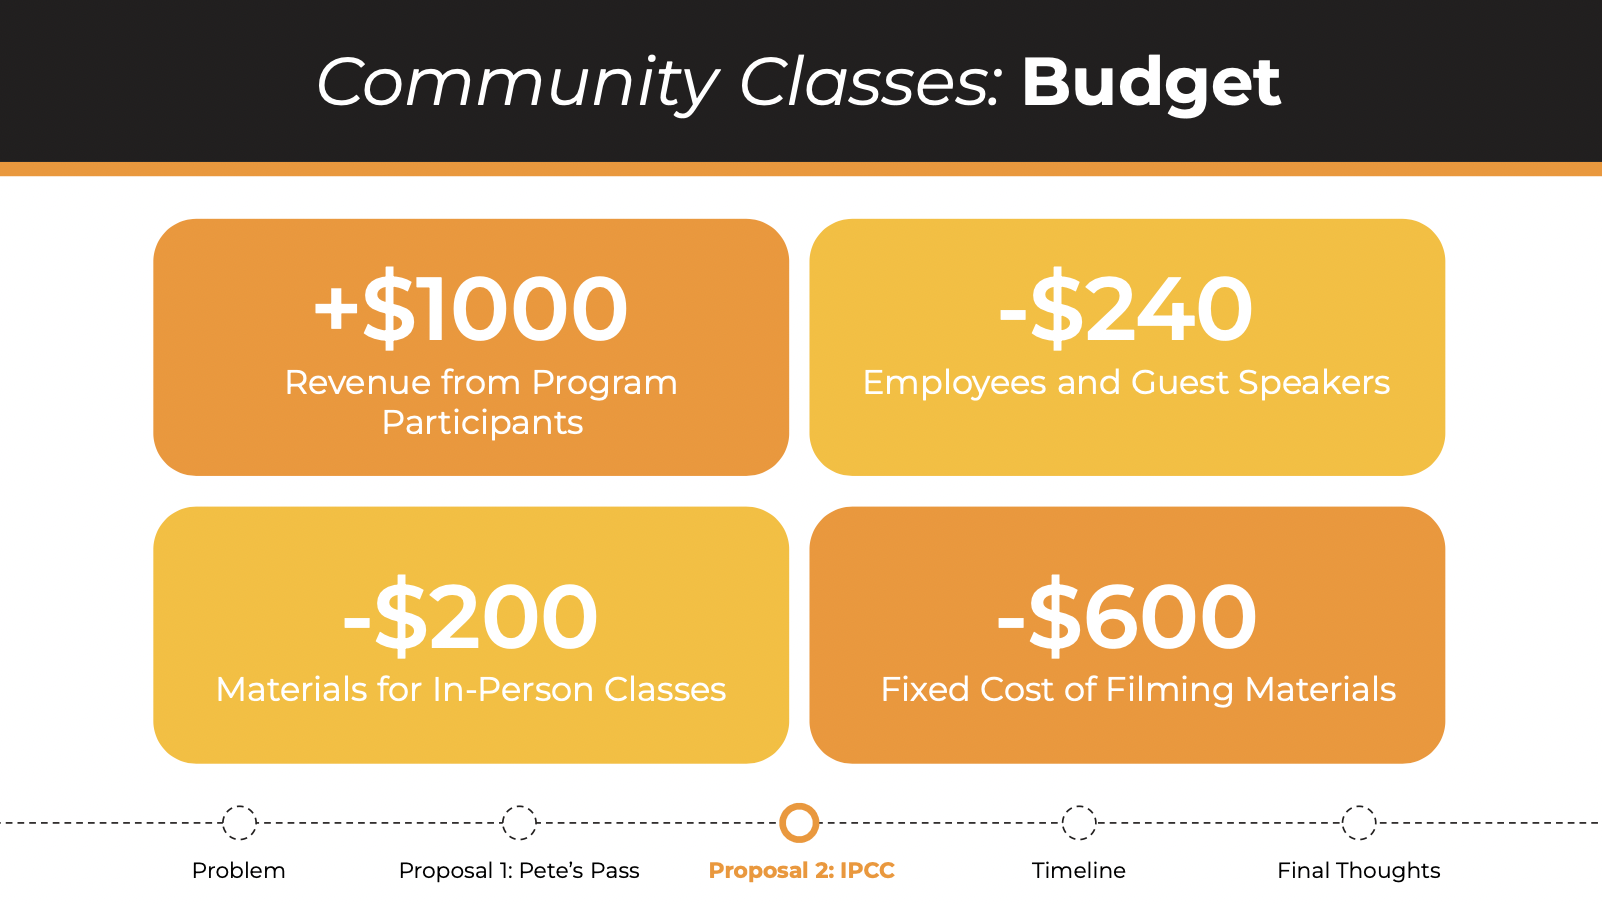 Community Classes: Budget
+$1000
Revenue from Program
Participants
-$240
Employees and Guest Speakers
-$200
Materials for In-Person Classes
-$600
Fixed Cost of Filming Materials
Problem
Proposal 1: Pete’s Pass
Proposal 2: IPCC
Timeline
Final Thoughts